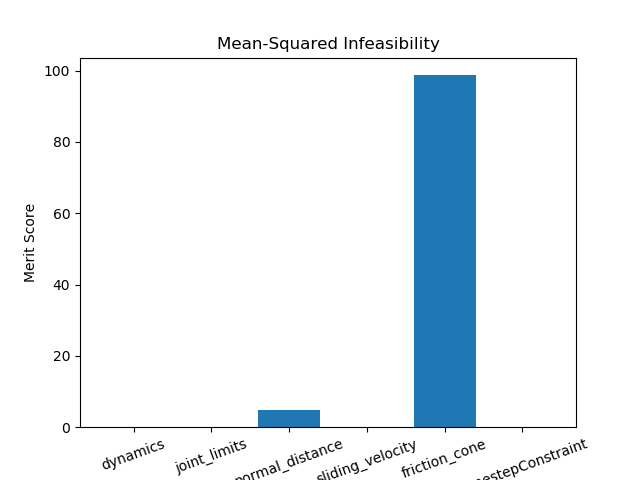 Mean-Squared Infeasibility
Merit Score
100
80
60
40
20
0
dynamics
joint_limits
normal_distance
sliding_velocity
friction_cone
estepConstraint